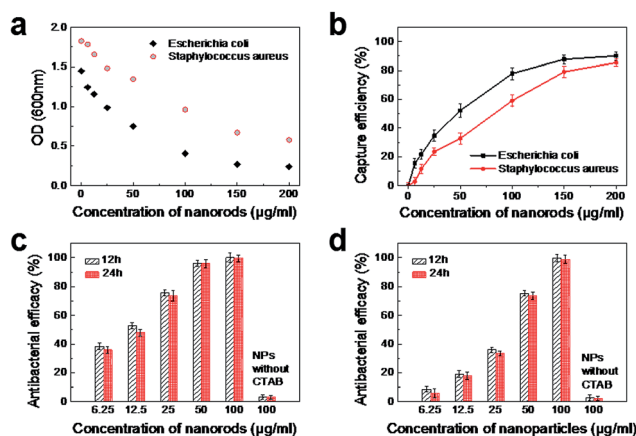 a
2.0
1.5
1.0
0.5
0.0
OD (600nm)
Escherichia coli
Staphylococcus aureus
0 50 100 150 200
Concentration of nanorods (μg/ml)
b
100
80
60
40
20
0
Capture efficiency (%)
Escherichia coli
Staphylococcus aureus
0 50 100 150 200
Concentration of nanorods (μg/ml)
c
100
80
60
40
20
0
Antibacterial efficacy (%)
12h
24h
NPs
without
CTAB
6.25 12.5 25 50 100 100
Concentration of nanorods (μg/ml)
d
100
80
60
40
20
0
Antibacterial efficacy (%)
12h
24h
NPs
without
CTAB
6.25 12.5 25 50 100 100
Concentration of nanoparticles (μg/ml)